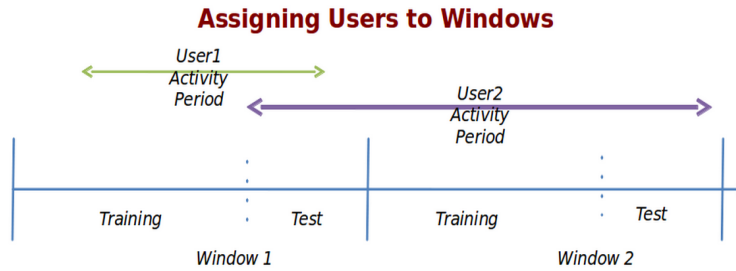 Assigning Users to Windows
User1
Activity
Period
User2
Activity
Period
Training
Test
Training
Test
Window 1
Window 2